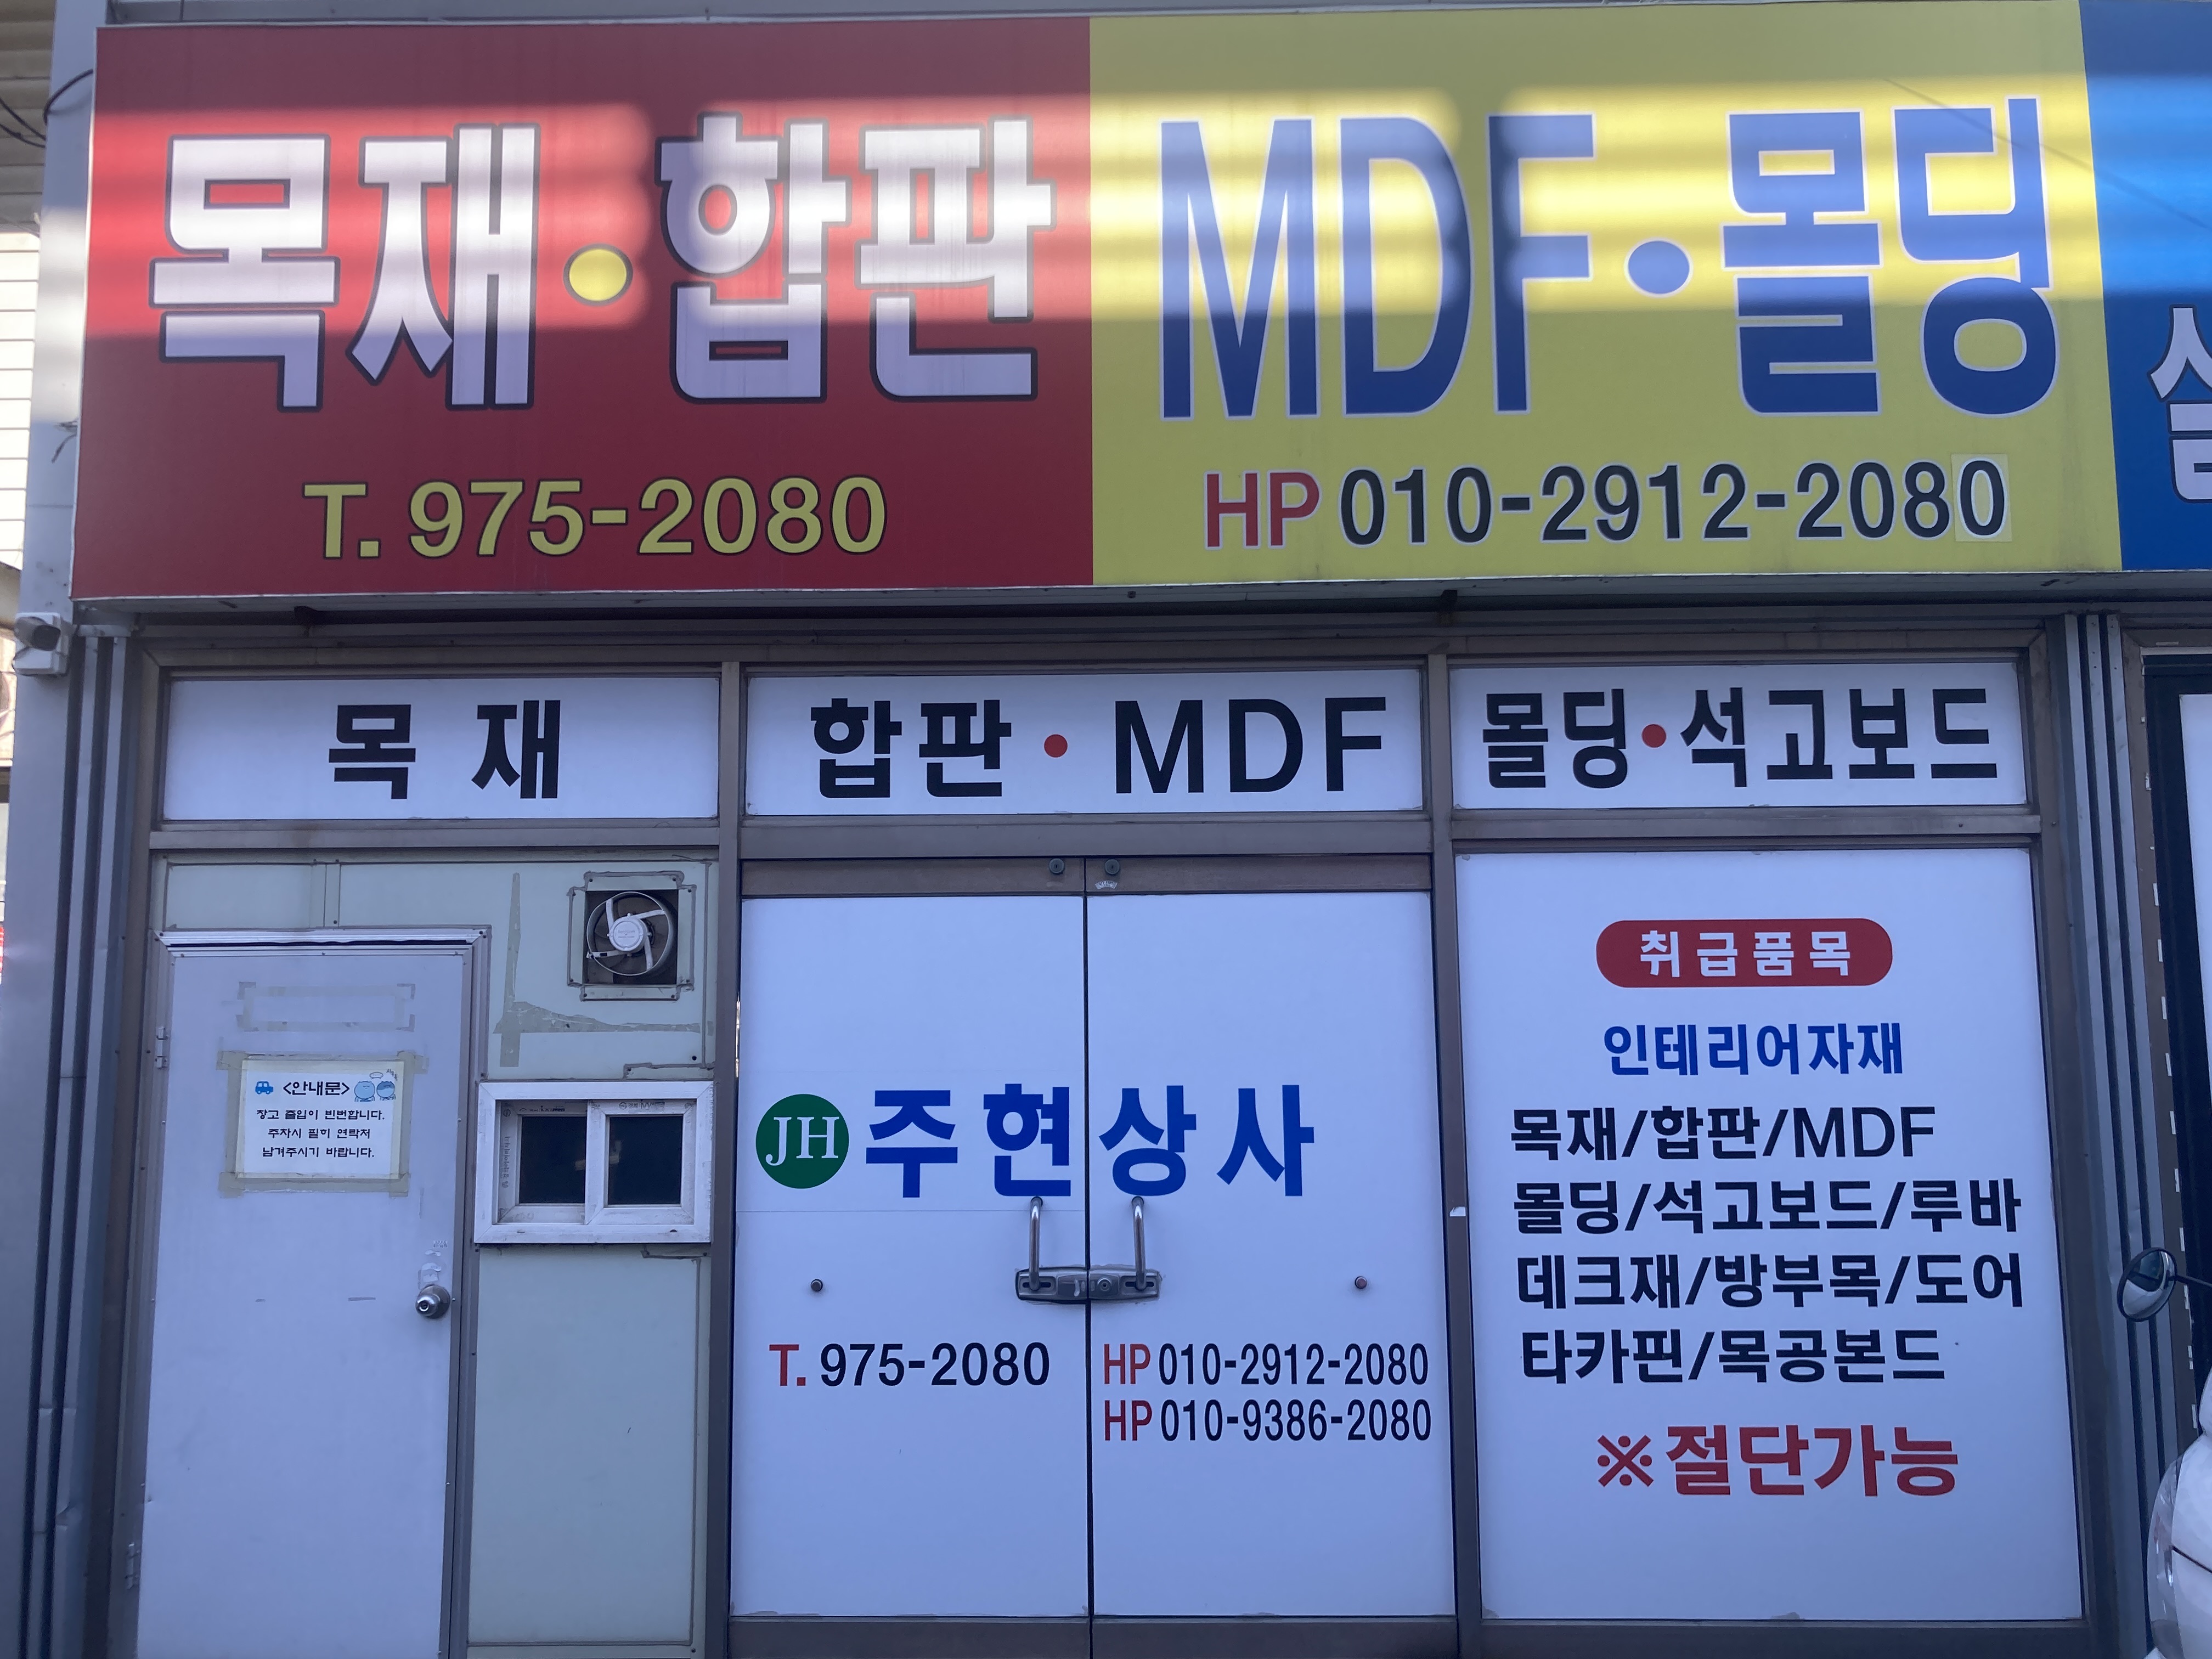 목재·합판 MDF·몰딩
T. 975-2080 HP 010-2912-2080
목재 합판·MDF 몰딩·석고보드
<안내문>
창고 출입이 빈번합니다.
주차시 필히 연락처
남겨주시기 바랍니다.
JH 주현상사
T. 975-2080 HP 010-2912-2080
HP 010-9386-2080
취급품목
인테리어자재
목재/합판/MDF
몰딩/석고보드/루바
데크재/방부목/도어
타카핀/목공본드
※절단가능